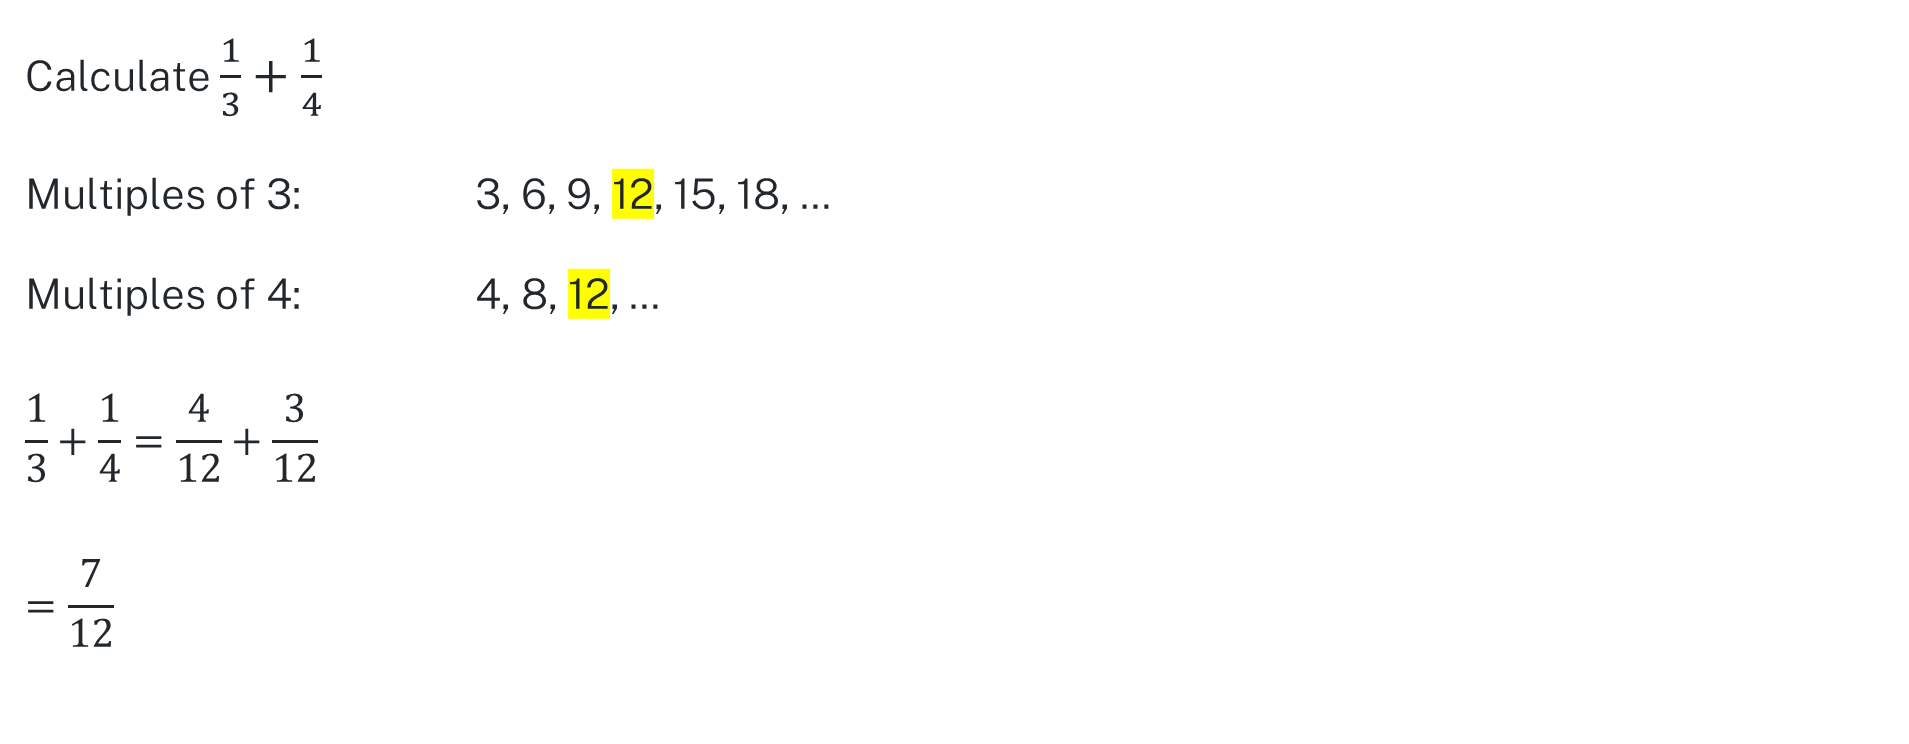 Calculate 1/3 + 1/4
Multiples of 3: 3, 6, 9, 12, 15, 18, ...
Multiples of 4: 4, 8, 12, ...
1/3 + 1/4 = 4/12 + 3/12
= 7/12